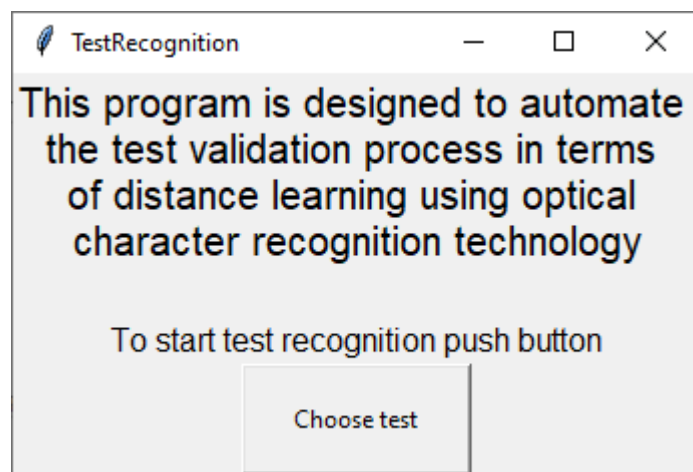 TestRecognition
This program is designed to automate
the test validation process in terms
of distance learning using optical
character recognition technology
To start test recognition push button
Choose test